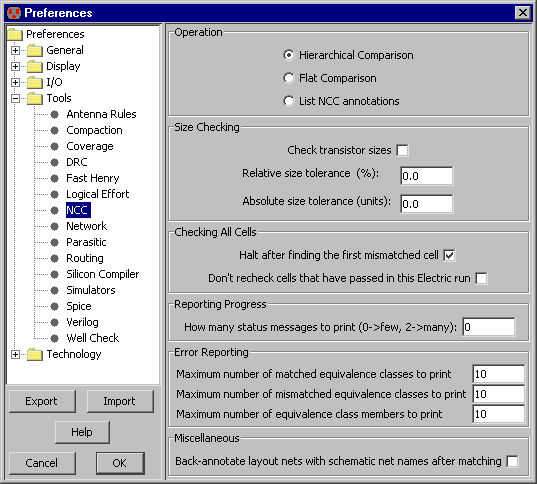 Preferences
Preferences
General
Display
I/O
Tools
Antenna Rules
Compaction
Coverage
DRC
Fast Henry
Logical Effort
NCC
Network
Parasitic
Routing
Silicon Compiler
Simulators
Spice
Verilog
Well Check
Technology
Export
Import
Help
Cancel
OK
Operation
Hierarchical Comparison
Flat Comparison
List NCC annotations
Size Checking
Check transistor sizes
Relative size tolerance (%): 0.0
Absolute size tolerance (units): 0.0
Checking All Cells
Halt after finding the first mismatched cell
Don't recheck cells that have passed in this Electric run
Reporting Progress
How many status messages to print (0->few, 2->many): 0
Error Reporting
Maximum number of matched equivalence classes to print 10
Maximum number of mismatched equivalence classes to print 10
Maximum number of equivalence class members to print 10
Miscellaneous
Back-annotate layout nets with schematic net names after matching